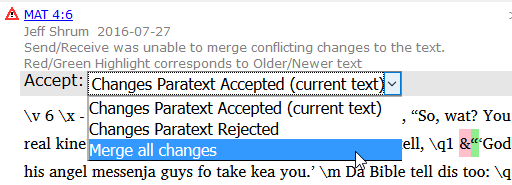 MAT 4:6
Jeff Shrum 2016-07-27
Send/Receive was unable to merge conflicting changes to the text.
Red/Green Highlight corresponds to Older/Newer text
Accept: Changes Paratext Accepted (current text)
Changes Paratext Accepted (current text)
Changes Paratext Rejected
Merge all changes
\v 6 \x - , “So, wat? You
real kine ell, \q1 &“‘God
his angel messenja guys fo take kea you.’ \m Da Bible tell dis too: \q